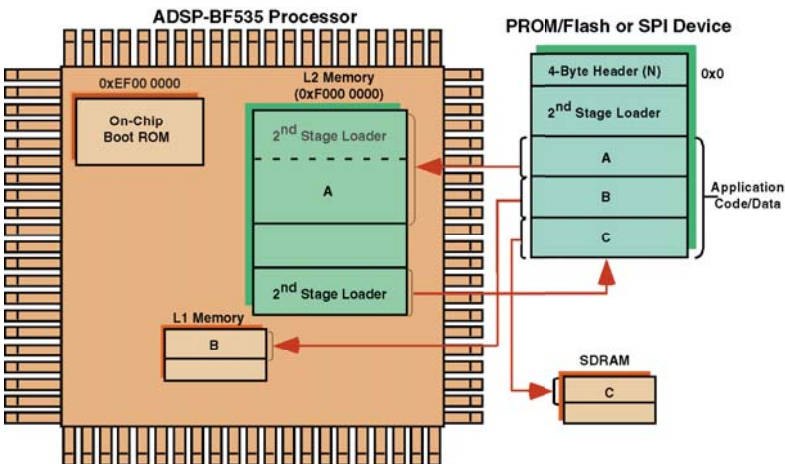 ADSP-BF535 Processor
PROM/Flash or SPI Device
0xEF00 0000
On-Chip
Boot ROM
L2 Memory
(0xF000 0000)
2nd Stage Loader
A
2nd Stage Loader
L1 Memory
B
4-Byte Header (N)
0x0
2nd Stage Loader
A
B
C
Application
Code/Data
SDRAM
C